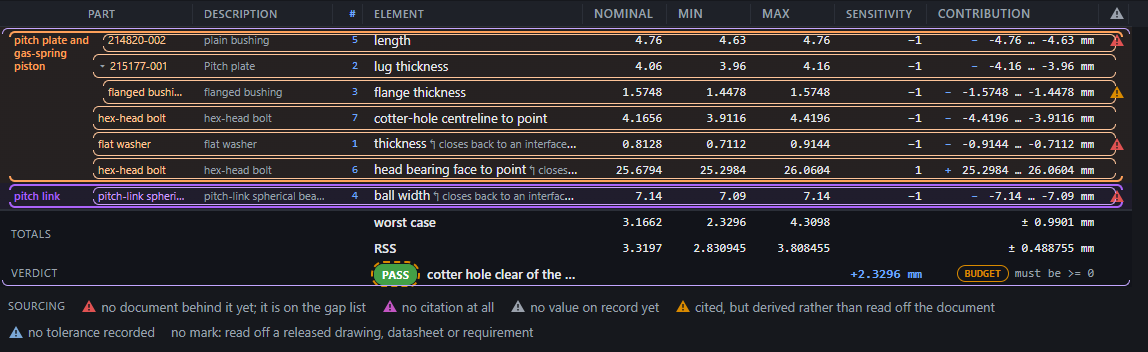 PART DESCRIPTION # ELEMENT NOMINAL MIN MAX SENSITIVITY CONTRIBUTION
pitch plate and gas-spring piston
214820-002 plain bushing 5 length 4.76 4.63 4.76 −1 − -4.76 … -4.63 mm
215177-001 Pitch plate 2 lug thickness 4.06 3.96 4.16 −1 − -4.16 … -3.96 mm
flanged bushi... flanged bushing 3 flange thickness 1.5748 1.4478 1.5748 −1 − -1.5748 … -1.4478 mm
hex-head bolt hex-head bolt 7 cotter-hole centreline to point 4.1656 3.9116 4.4196 −1 − -4.4196 … -3.9116 mm
flat washer flat washer 1 thickness ↰ closes back to an interface... 0.8128 0.7112 0.9144 −1 − -0.9144 … -0.7112 mm
hex-head bolt hex-head bolt 6 head bearing face to point ↰ closes... 25.6794 25.2984 26.0604 1 + 25.2984 … 26.0604 mm
pitch link pitch-link spheri... pitch-link spherical bea... 4 ball width ↰ closes back to an interfac... 7.14 7.09 7.14 −1 − -7.14 … -7.09 mm
TOTALS
worst case 3.1662 2.3296 4.3098 ± 0.9901 mm
RSS 3.3197 2.830945 3.808455 ± 0.488755 mm
VERDICT PASS cotter hole clear of the ... +2.3296 mm BUDGET must be >= 0
SOURCING no document behind it yet; it is on the gap list no citation at all no value on record yet cited, but derived rather than read off the document
no tolerance recorded no mark: read off a released drawing, datasheet or requirement